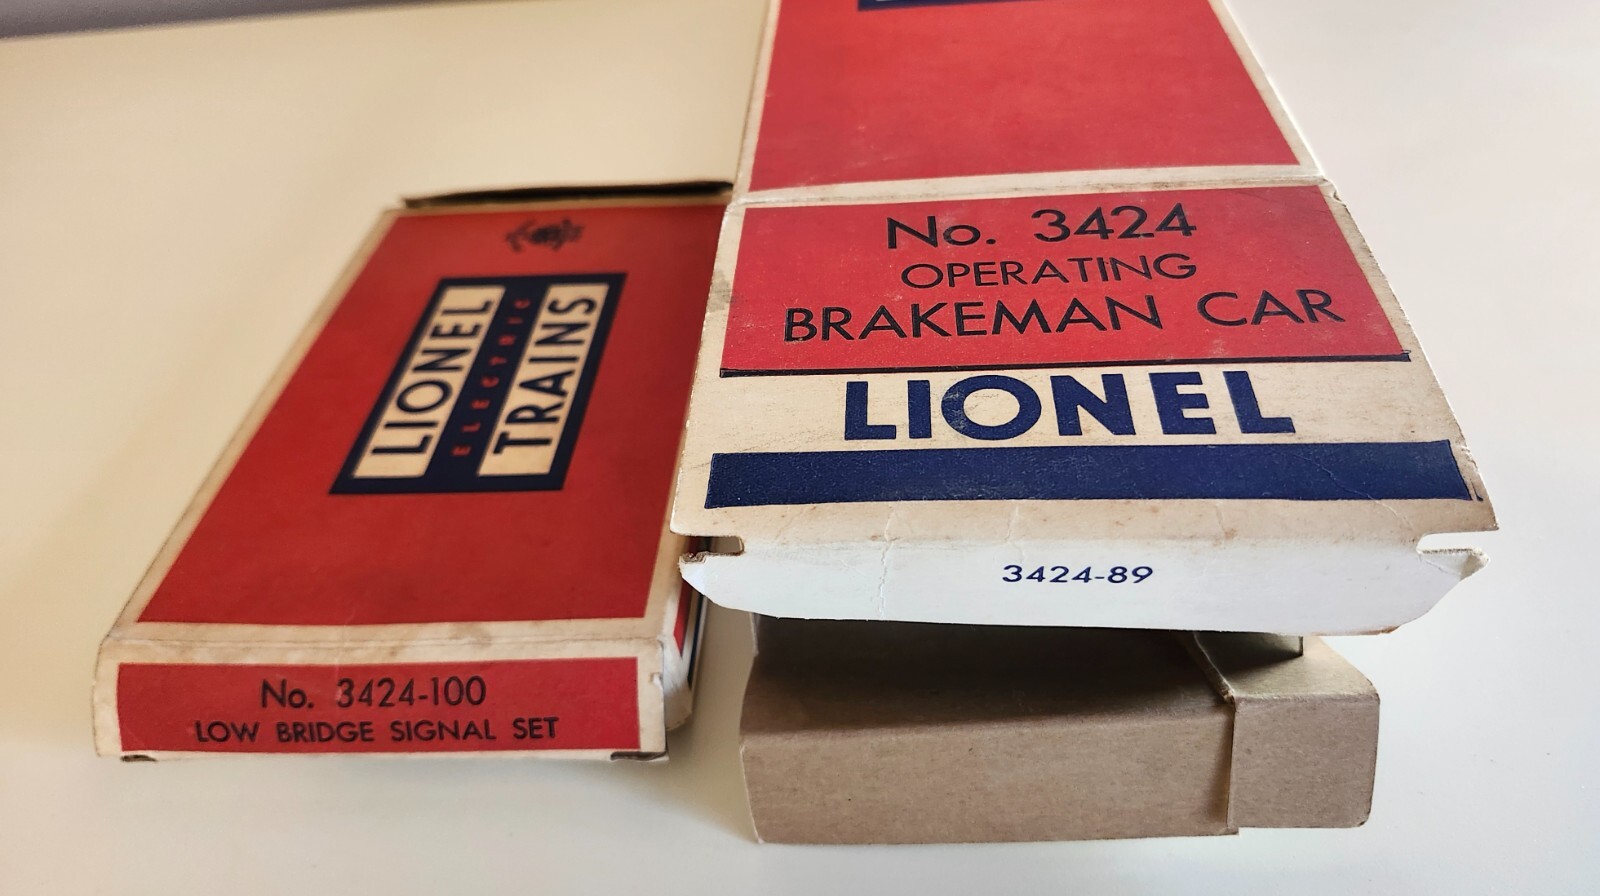 LIONEL
ELECTRIC
TRAINS
No. 3424-100
LOW BRIDGE SIGNAL SET
No. 3424
OPERATING
BRAKEMAN CAR
LIONEL
3424-89